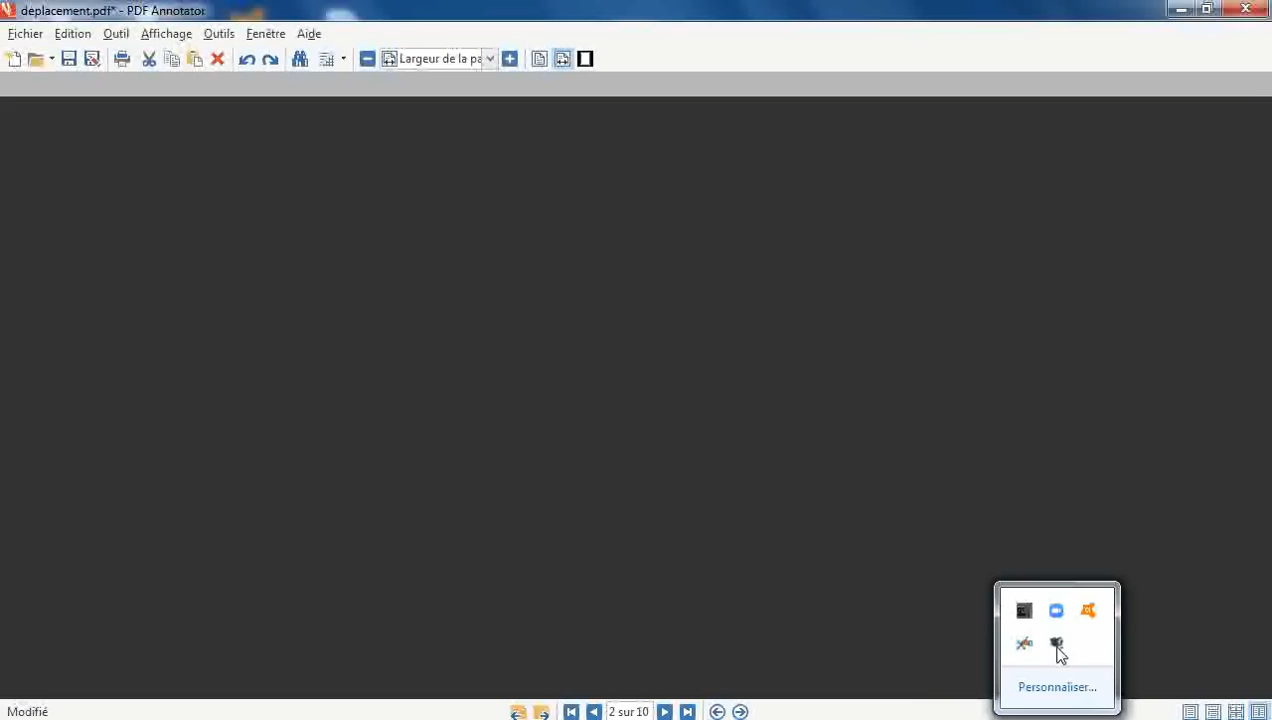 deplacement.pdf* - PDF Annotator
Fichier Edition Outil Affichage Outils Fenêtre Aide
Largeur de la pa
Personnaliser...
Modifié
2 sur 10